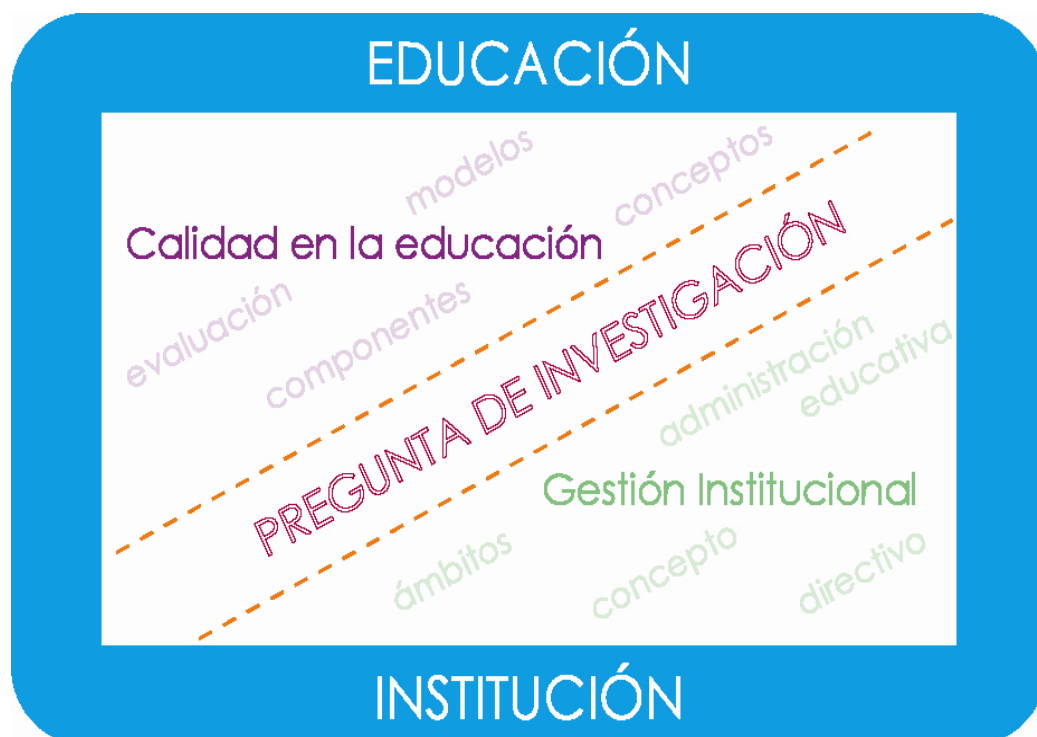 EDUCACIÓN
modelos
conceptos
Calidad en la educación
evaluación
componentes
PREGUNTA DE INVESTIGACIÓN
administración
educativa
Gestión Institucional
ámbitos
concepto
directivo
INSTITUCIÓN